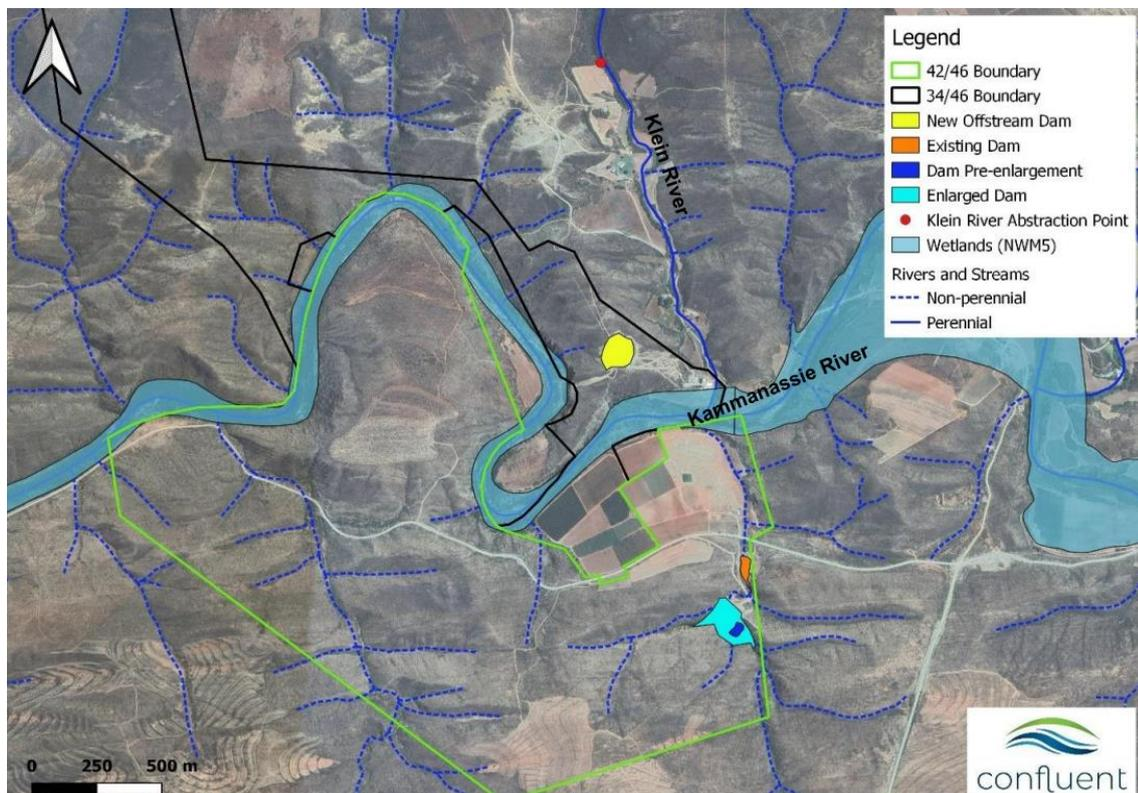 Legend
42/46 Boundary
34/46 Boundary
New Offstream Dam
Existing Dam
Dam Pre-enlargement
Enlarged Dam
Klein River Abstraction Point
Wetlands (NWM5)
Rivers and Streams
Non-perennial
Perennial
Klein River
Kammanassie River
0 250 500 m
confluent